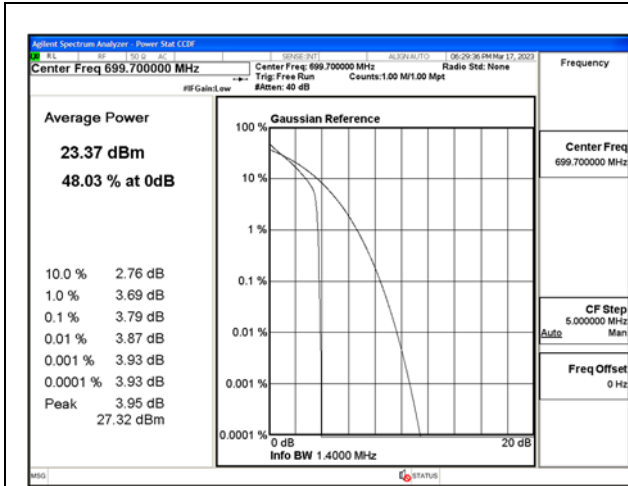 Agilent Spectrum Analyzer - Power Stat CCDF
RL RF 50 Ω AC SENSE:INT ALIGN AUTO 06:29:36 PM Mar 17, 2023
Center Freq 699.700000 MHz
Center Freq: 699.700000 MHz Radio Std: None
Trig: Free Run Counts:1.00 M/1.00 Mpt
#IFGain:Low #Atten: 40 dB
Frequency
Average Power
23.37 dBm
48.03 % at 0dB
10.0 % 2.76 dB
1.0 % 3.69 dB
0.1 % 3.79 dB
0.01 % 3.87 dB
0.001 % 3.93 dB
0.0001 % 3.93 dB
Peak 3.95 dB
27.32 dBm
Gaussian Reference
100 %
10 %
1 %
0.1 %
0.01 %
0.001 %
0.0001 %
0 dB 20 dB
Info BW 1.4000 MHz
Center Freq
699.700000 MHz
CF Step
5.000000 MHz
Auto Man
Freq Offset
0 Hz
MSG STATUS